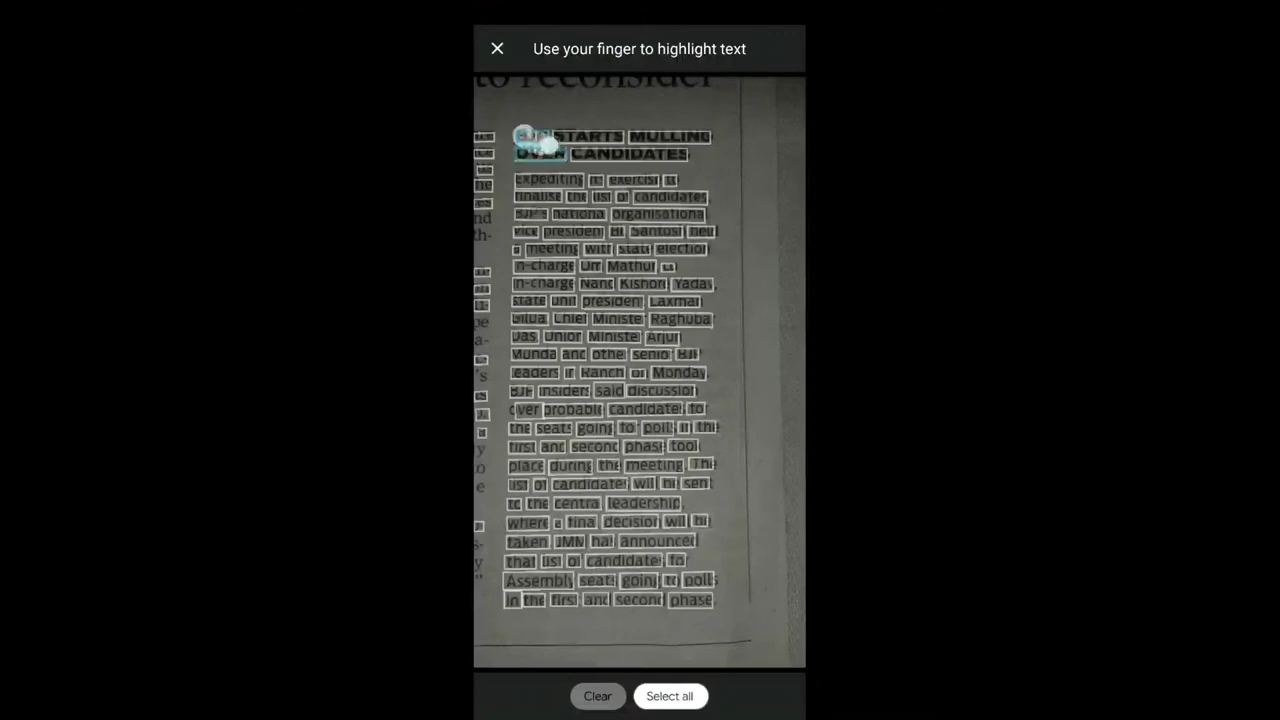 Use your finger to highlight text
to reconsider
BJP STARTS MULLING
OVER CANDIDATES
Expediting its exercise to
finalise the list of candidates,
BJP's national organisational
vice president BL Santosh held
a meeting with state election
in-charge Om Mathur, co
in-charge Nand Kishore Yadav,
state unit president Laxman
Gilua, Chief Minister Raghubar
Das, Union Minister Arjun
Munda and other senior BJP
leaders in Ranchi on Monday.
BJP insiders said discussion
over probable candidates for
the seats going to polls in the
first and second phase took
place during the meeting. The
list of candidates will be sent
to the central leadership,
where a final decision will be
taken. JMM has announced
that list of candidates for
Assembly seats going to polls
in the first and second phase.
Clear
Select all